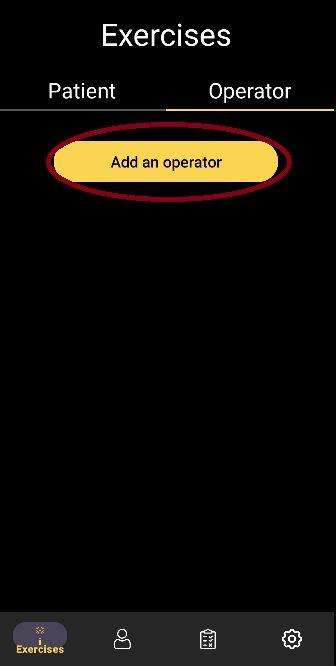 Exercises
Patient
Operator
Add an operator
Exercises